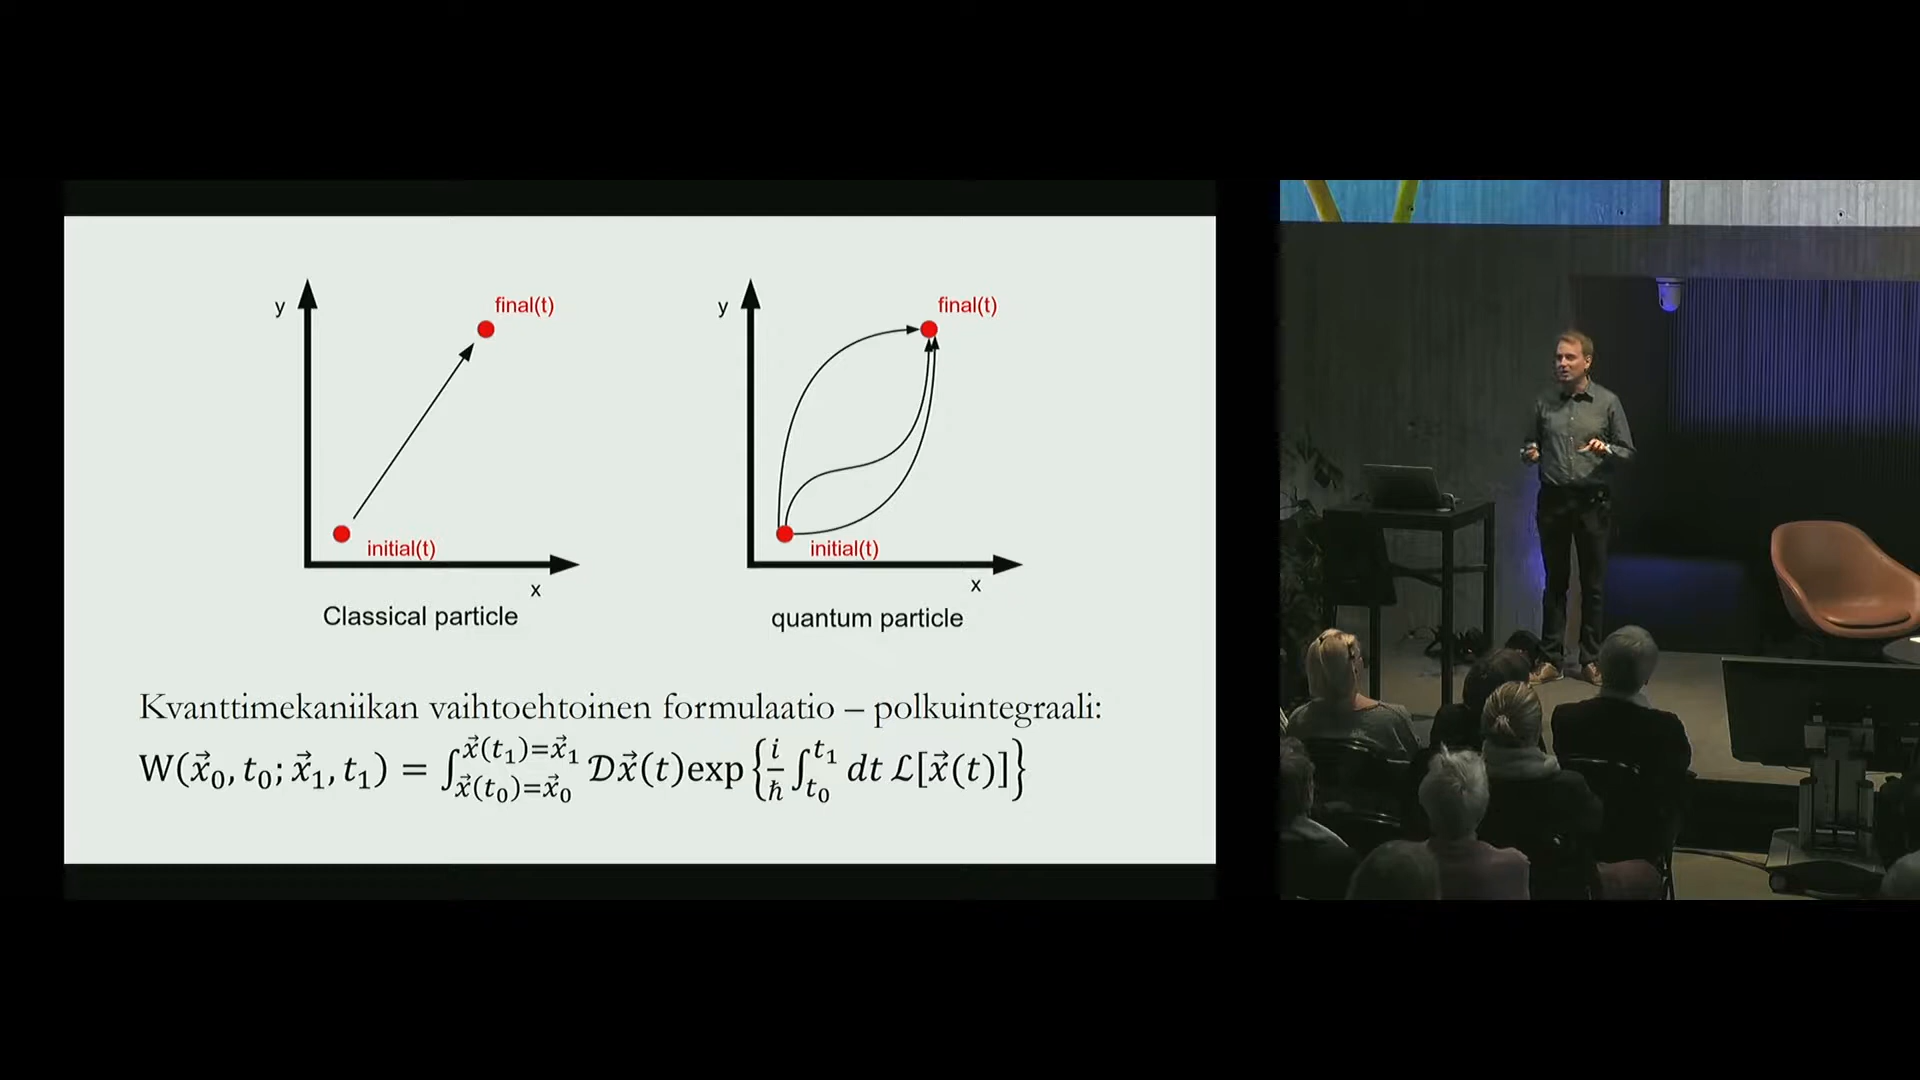 y
final(t)
initial(t)
x
Classical particle
y
final(t)
initial(t)
x
quantum particle
Kvanttimekaniikan vaihtoehtoinen formulaatio – polkuintegraali:
W(x⃗₀, t₀; x⃗₁, t₁) = ∫_{x⃗(t₀)=x⃗₀}^{x⃗(t₁)=x⃗₁} 𝒟x⃗(t)exp{i/ħ ∫_{t₀}^{t₁} dt ℒ[x⃗(t)]}